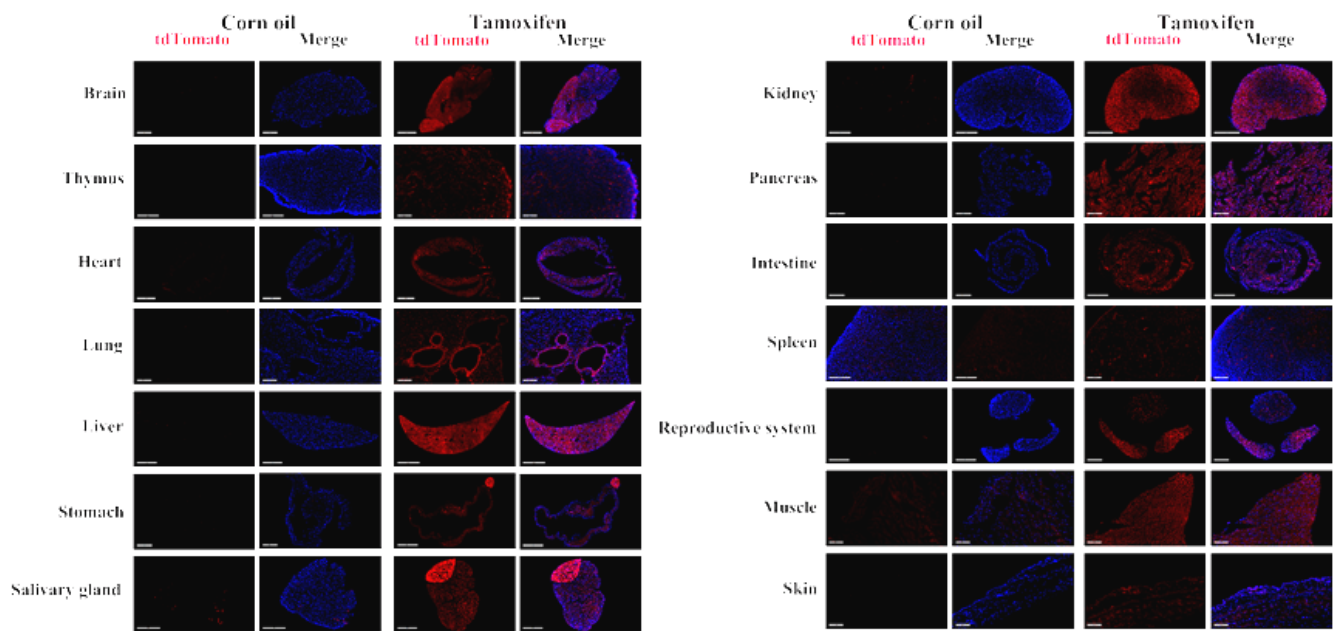 Corn oil Tamoxifen
tdTomato Merge tdTomato Merge
Brain
Thymus
Heart
Lung
Liver
Stomach
Salivary gland
Corn oil Tamoxifen
tdTomato Merge tdTomato Merge
Kidney
Pancreas
Intestine
Spleen
Reproductive system
Muscle
Skin